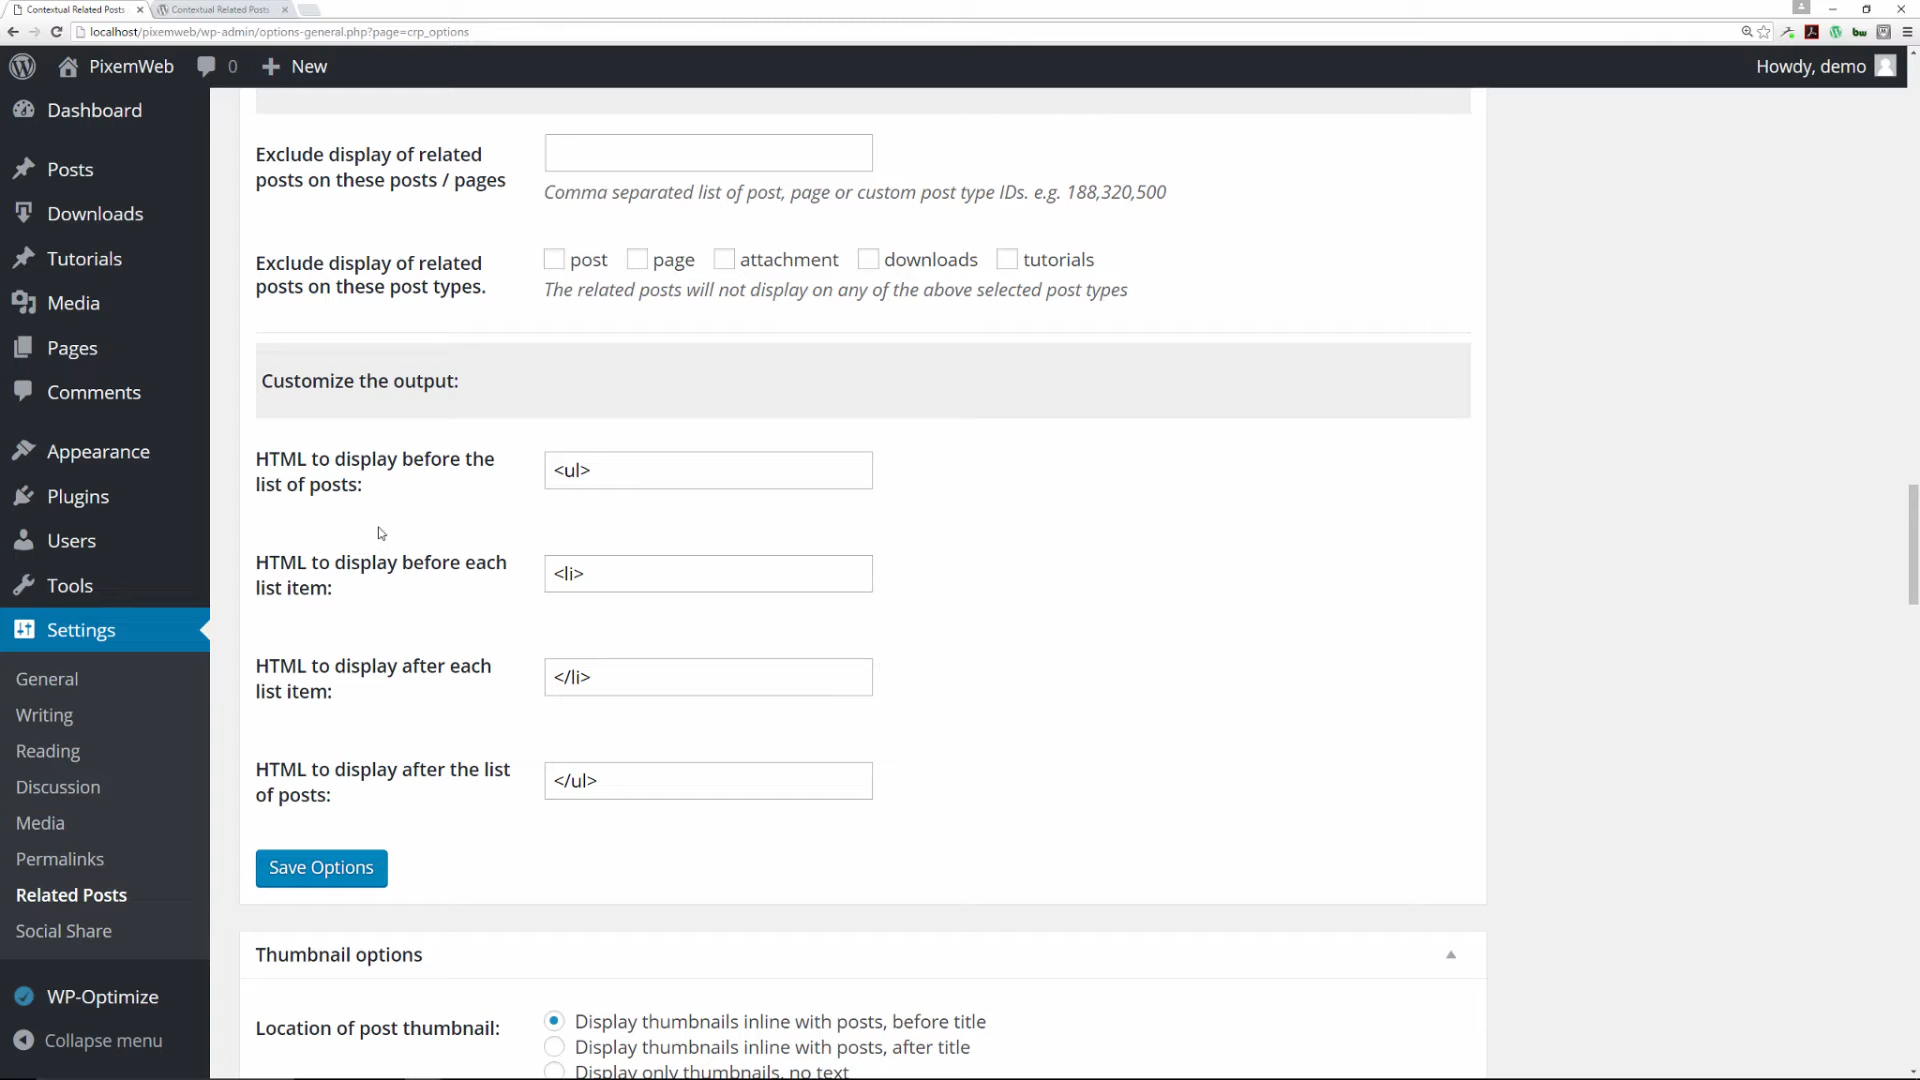 Contextual Related Posts
Contextual Related Posts
localhost/pixemweb/wp-admin/options-general.php?page=crp_options
bw
PixemWeb
0
New
Howdy, demo
Dashboard
Posts
Downloads
Tutorials
Media
Pages
Comments
Appearance
Plugins
Users
Tools
Settings
General
Writing
Reading
Discussion
Media
Permalinks
Related Posts
Social Share
WP-Optimize
Collapse menu
Exclude display of related
posts on these posts / pages
Comma separated list of post, page or custom post type IDs. e.g. 188,320,500
Exclude display of related
posts on these post types.
post page attachment downloads tutorials
The related posts will not display on any of the above selected post types
Customize the output:
HTML to display before the
list of posts:
<ul>
HTML to display before each
list item:
<li>
HTML to display after each
list item:
</li>
HTML to display after the list
of posts:
</ul>
Save Options
Thumbnail options
Location of post thumbnail:
Display thumbnails inline with posts, before title
Display thumbnails inline with posts, after title
Display only thumbnails, no text